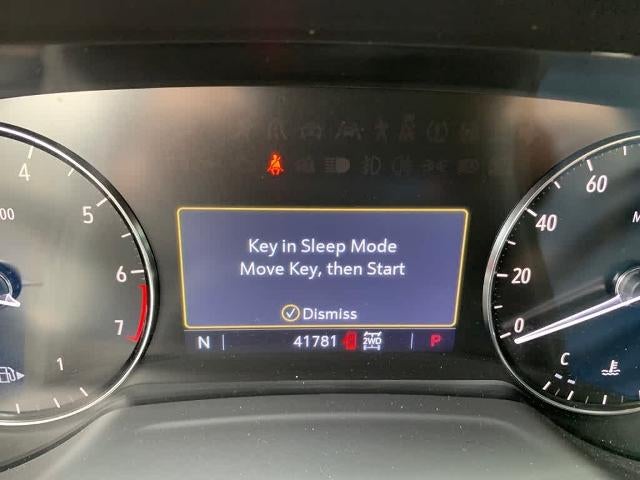 4
5
6
7
1
00
Key in Sleep Mode
Move Key, then Start
Dismiss
N 41781 2WD P
60
40
20
0
M
C